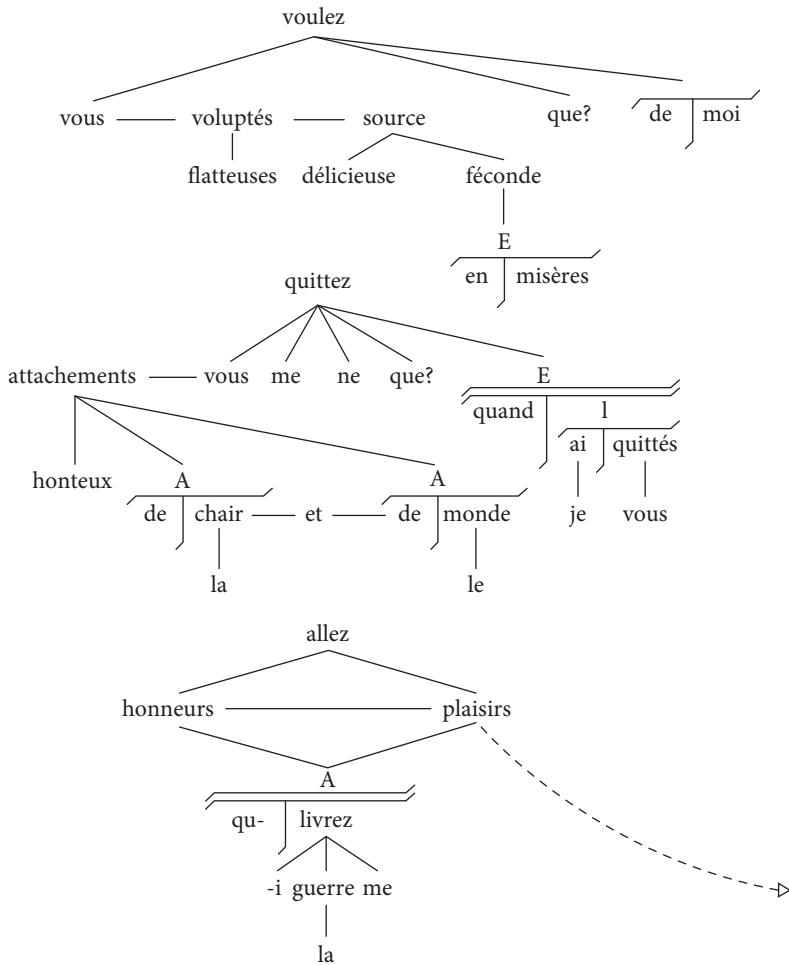 voulez
vous voluptés source que? de moi
flatteuses délicieuse féconde
E
en misères
quittez
attachements vous me ne que? E
quand l
ai quittés
honteux A A
de chair et de monde je vous
la le
allez
honneurs plaisirs
A
qu- livrez
-i guerre me
la